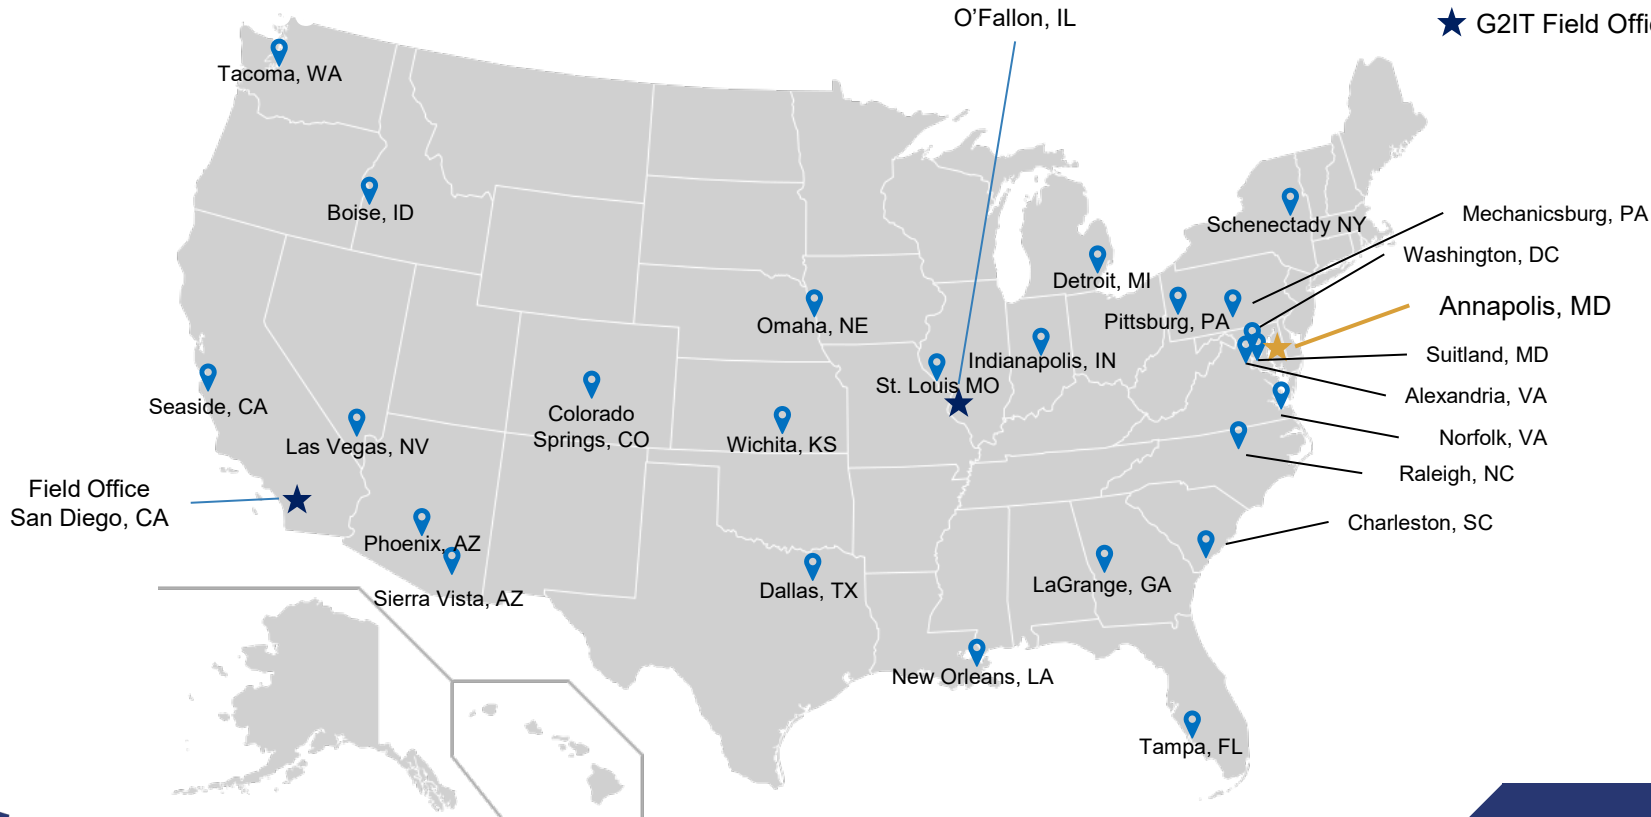 O’Fallon, IL
G2IT Field
Tacoma, WA
Boise, ID
Schenectady NY
Mechanicsburg, PA
Washington, DC
Detroit, MI
Annapolis, MD
Omaha, NE
Pittsburg, PA
Indianapolis, IN
Suitland, MD
St. Louis MO
Alexandria, VA
Seaside, CA
Colorado
Springs, CO
Las Vegas, NV
Wichita, KS
Norfolk, VA
Raleigh, NC
Field Office
San Diego, CA
Charleston, SC
Phoenix, AZ
Sierra Vista, AZ
Dallas, TX
LaGrange, GA
New Orleans, LA
Tampa, FL